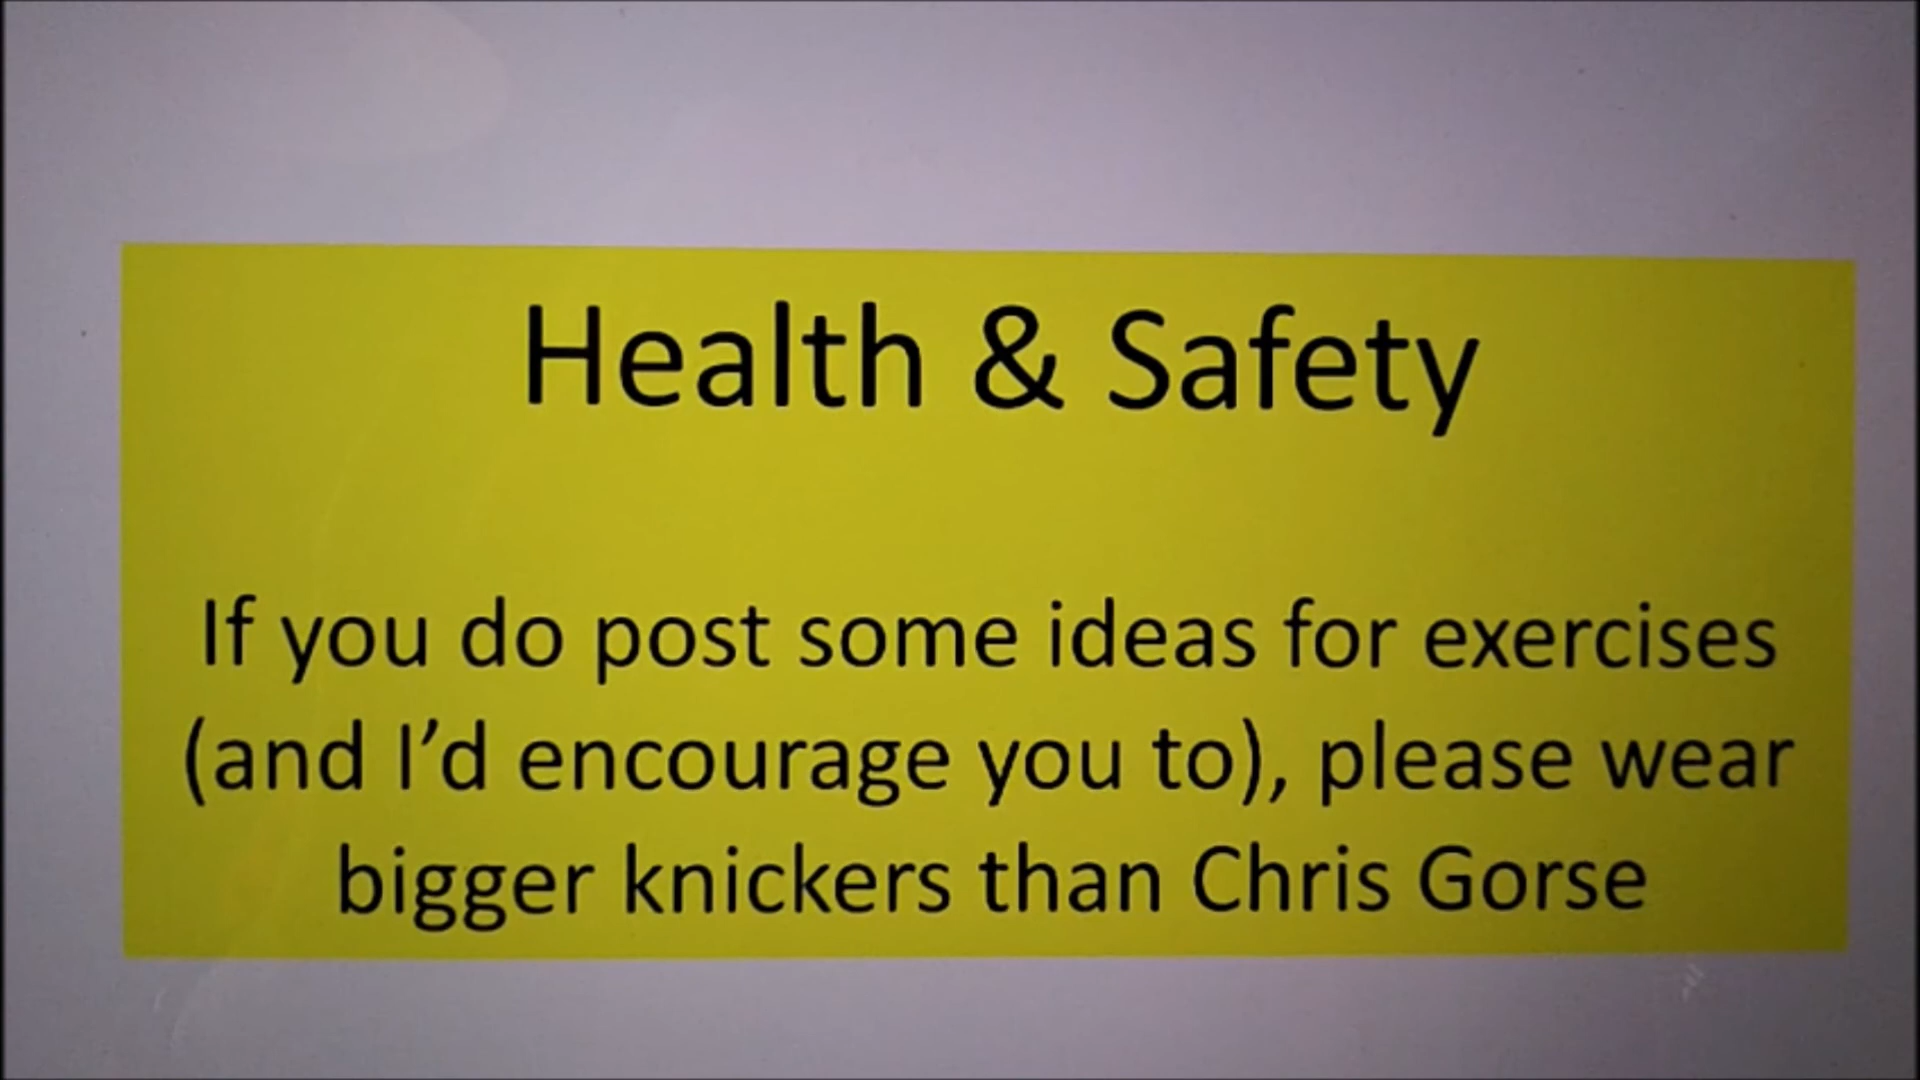 Health & Safety
If you do post some ideas for exercises
(and I’d encourage you to), please wear
bigger knickers than Chris Gorse